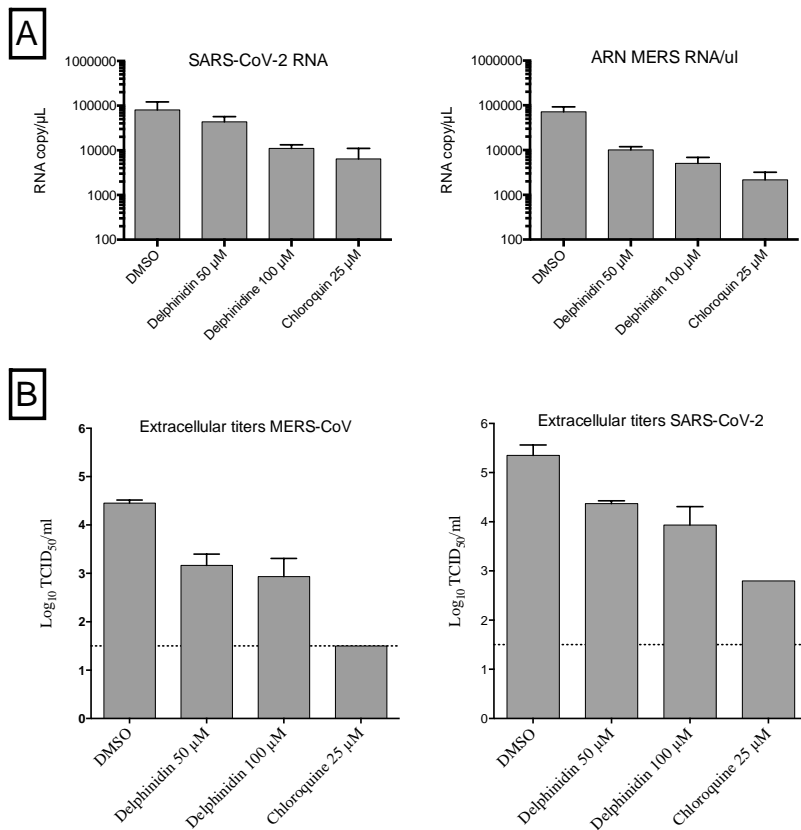 A
SARS-CoV-2 RNA
RNA copy/µL
1000000
100000
10000
1000
100
DMSO
Delphinidin 50 µM
Delphinidine 100 µM
Chloroquin 25 µM
ARN MERS RNA/ul
RNA copy/µL
1000000
100000
10000
1000
100
DMSO
Delphinidin 50 µM
Delphinidin 100 µM
Chloroquin 25 µM
B
Extracellular titers MERS-CoV
Log10 TCID50/ml
6
5
4
3
2
1
0
DMSO
Delphinidin 50 µM
Delphinidin 100 µM
Chloroquine 25 µM
Extracellular titers SARS-CoV-2
Log10 TCID50/ml
6
5
4
3
2
1
0
DMSO
Delphinidin 50 µM
Delphinidin 100 µM
Chloroquine 25 µM